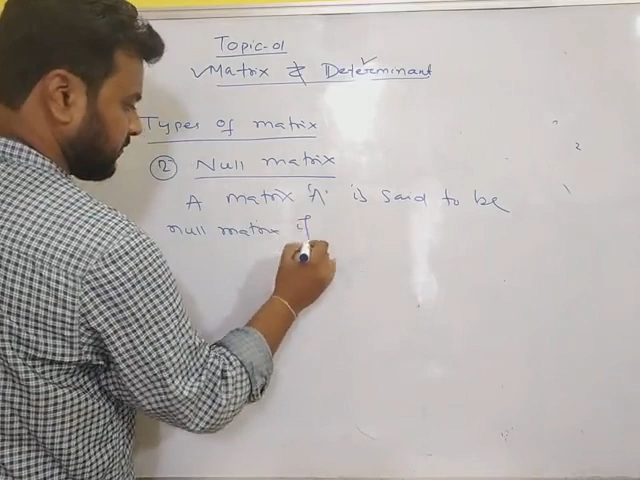 Topic-01
✓Matrix & Determinant
Types of matrix
② Null matrix
A matrix 'A' is said to be
null matrix if